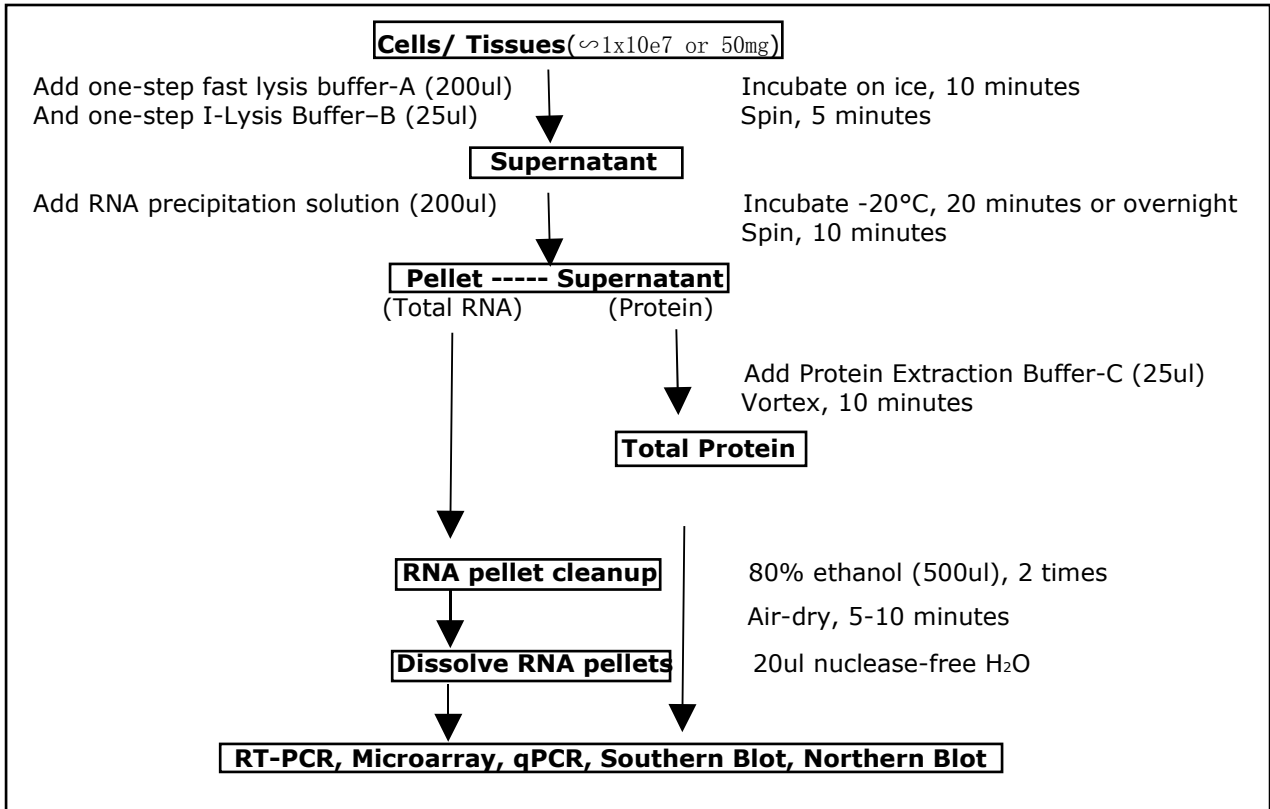 Cells/ Tissues(∽1x10e7 or 50mg)
Add one-step fast lysis buffer-A (200ul)
And one-step I-Lysis Buffer–B (25ul)
Incubate on ice, 10 minutes
Spin, 5 minutes
Supernatant
Add RNA precipitation solution (200ul)
Incubate -20°C, 20 minutes or overnight
Spin, 10 minutes
Pellet ----- Supernatant
(Total RNA) (Protein)
Add Protein Extraction Buffer-C (25ul)
Vortex, 10 minutes
Total Protein
RNA pellet cleanup
80% ethanol (500ul), 2 times
Air-dry, 5-10 minutes
Dissolve RNA pellets
20ul nuclease-free H₂O
RT-PCR, Microarray, qPCR, Southern Blot, Northern Blot